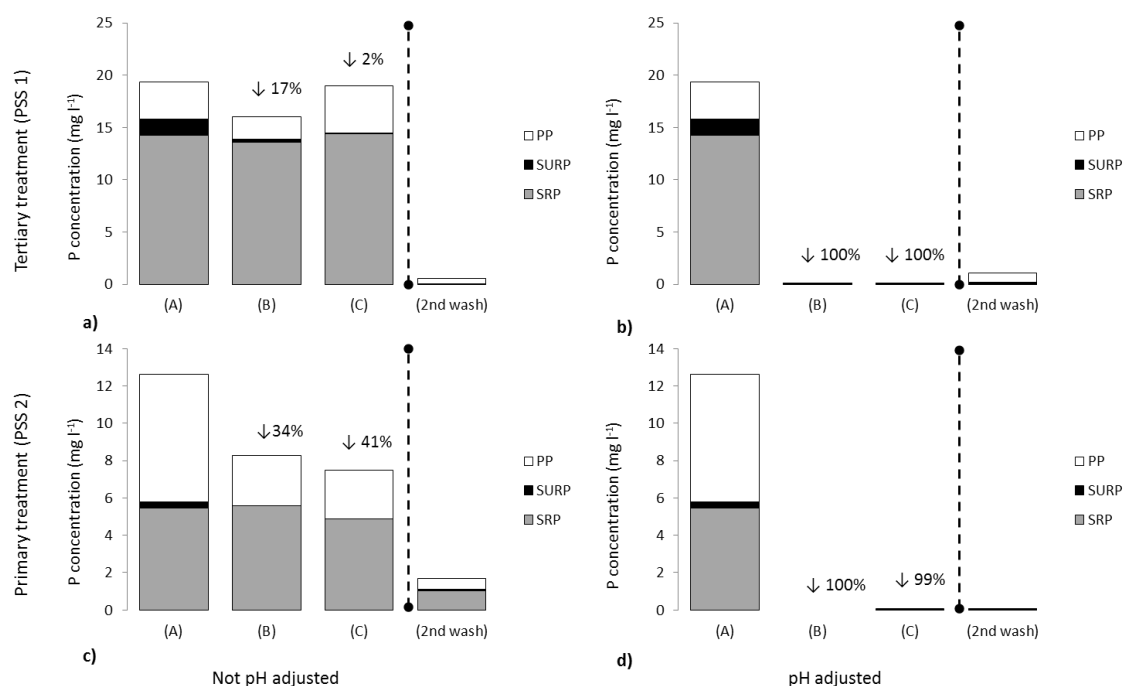 Tertiary treatment (PSS 1)
P concentration (mg l⁻¹)
25
20
15
10
5
0
↓ 17%
↓ 2%
PP
SURP
SRP
(A) (B) (C) (2nd wash)
a)
P concentration (mg l⁻¹)
25
20
15
10
5
0
↓ 100% ↓ 100%
PP
SURP
SRP
(A) (B) (C) (2nd wash)
b)
Primary treatment (PSS 2)
P concentration (mg l⁻¹)
14
12
10
8
6
4
2
0
↓34%
↓ 41%
PP
SURP
SRP
(A) (B) (C) (2nd wash)
c)
Not pH adjusted
P concentration (mg l⁻¹)
14
12
10
8
6
4
2
0
↓ 100% ↓ 99%
PP
SURP
SRP
(A) (B) (C) (2nd wash)
d)
pH adjusted